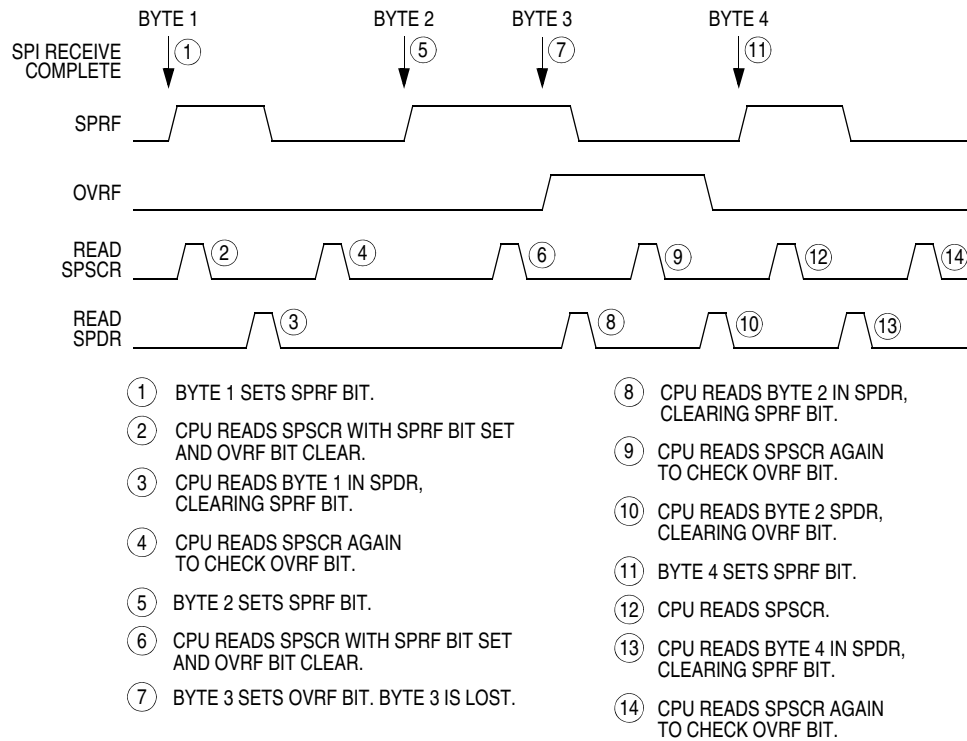 BYTE 1 BYTE 2 BYTE 3 BYTE 4
SPI RECEIVE
COMPLETE
1 5 7 11
SPRF
OVRF
READ
SPSCR
2 4 6 9 12 14
READ
SPDR
3 8 10 13
1 BYTE 1 SETS SPRF BIT.
2 CPU READS SPSCR WITH SPRF BIT SET
AND OVRF BIT CLEAR.
3 CPU READS BYTE 1 IN SPDR,
CLEARING SPRF BIT.
4 CPU READS SPSCR AGAIN
TO CHECK OVRF BIT.
5 BYTE 2 SETS SPRF BIT.
6 CPU READS SPSCR WITH SPRF BIT SET
AND OVRF BIT CLEAR.
7 BYTE 3 SETS OVRF BIT. BYTE 3 IS LOST.
8 CPU READS BYTE 2 IN SPDR,
CLEARING SPRF BIT.
9 CPU READS SPSCR AGAIN
TO CHECK OVRF BIT.
10 CPU READS BYTE 2 SPDR,
CLEARING OVRF BIT.
11 BYTE 4 SETS SPRF BIT.
12 CPU READS SPSCR.
13 CPU READS BYTE 4 IN SPDR,
CLEARING SPRF BIT.
14 CPU READS SPSCR AGAIN
TO CHECK OVRF BIT.